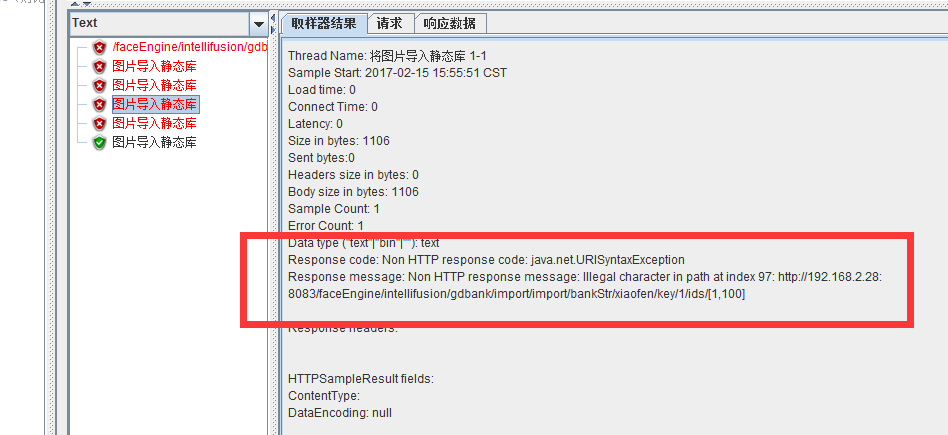 Text
/faceEngine/intellifusion/gdb
图片导入静态库
图片导入静态库
图片导入静态库
图片导入静态库
图片导入静态库
取样器结果 请求 响应数据
Thread Name: 将图片导入静态库 1-1
Sample Start: 2017-02-15 15:55:51 CST
Load time: 0
Connect Time: 0
Latency: 0
Size in bytes: 1106
Sent bytes:0
Headers size in bytes: 0
Body size in bytes: 1106
Sample Count: 1
Error Count: 1
Data type ("text"|"bin"|""): text
Response code: Non HTTP response code: java.net.URISyntaxException
Response message: Non HTTP response message: Illegal character in path at index 97: http://192.168.2.28:
8083/faceEngine/intellifusion/gdbank/import/import/bankStr/xiaofen/key/1/ids/[1,100]
Response headers:
HTTPSampleResult fields:
ContentType:
DataEncoding: null